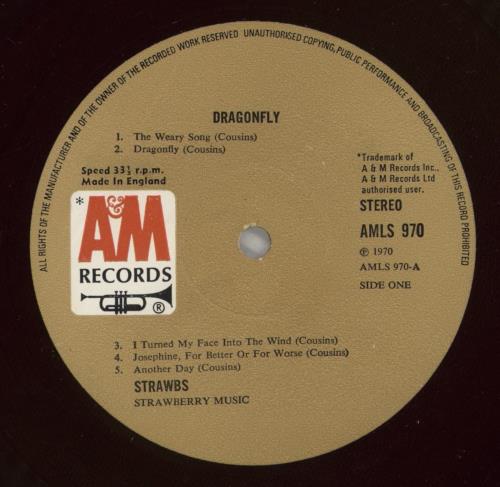 ALL RIGHTS OF THE MANUFACTURER AND OF THE OWNER OF THE RECORDED WORK RESERVED UNAUTHORISED COPYING, PUBLIC PERFORMANCE AND BROADCASTING OF THIS RECORD PROHIBITED
DRAGONFLY
1. The Weary Song (Cousins)
2. Dragonfly (Cousins)
Speed 33⅓ r.p.m.
Made In England
*
A&M
RECORDS
®
*Trademark of
A & M Records Inc.,
A & M Records Ltd
authorised user.
STEREO
AMLS 970
℗ 1970
AMLS 970-A
SIDE ONE
3. I Turned My Face Into The Wind (Cousins)
4. Josephine, For Better Or For Worse (Cousins)
5. Another Day (Cousins)
STRAWBS
STRAWBERRY MUSIC